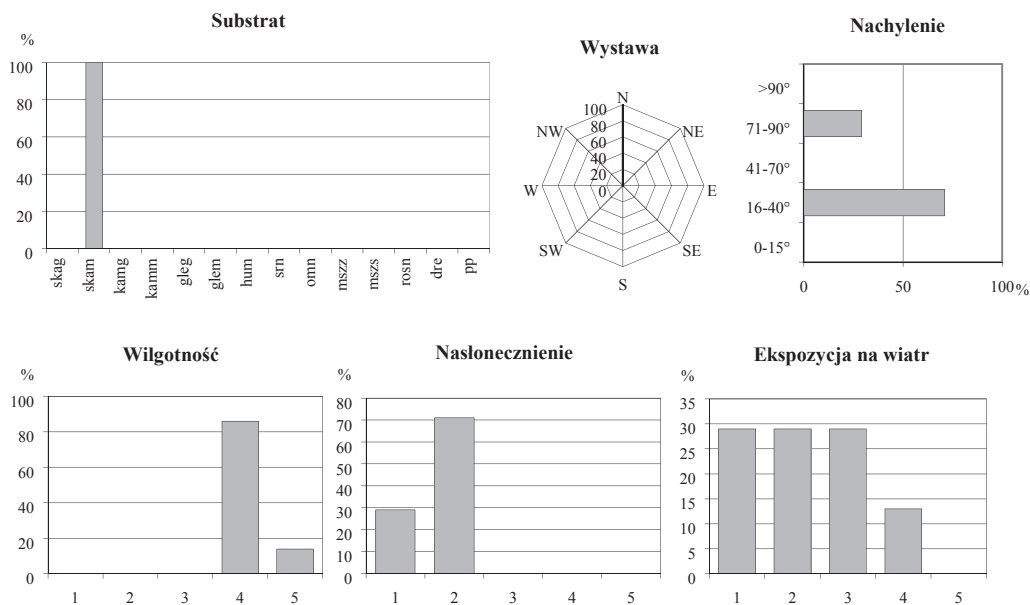 Substrat
%
100
80
60
40
20
0
skag
skam
kamg
kamm
gleg
glem
hum
srn
omn
mszz
mszs
rosn
dre
pp
Wystawa
N
NE
E
SE
S
SW
W
NW
100
80
60
40
20
0
Nachylenie
>90°
71-90°
41-70°
16-40°
0-15°
0 50 100%
Wilgotność
%
100
80
60
40
20
0
1 2 3 4 5
Nasłonecznienie
%
80
70
60
50
40
30
20
10
0
1 2 3 4 5
Ekspozycja na wiatr
%
35
30
25
20
15
10
5
0
1 2 3 4 5